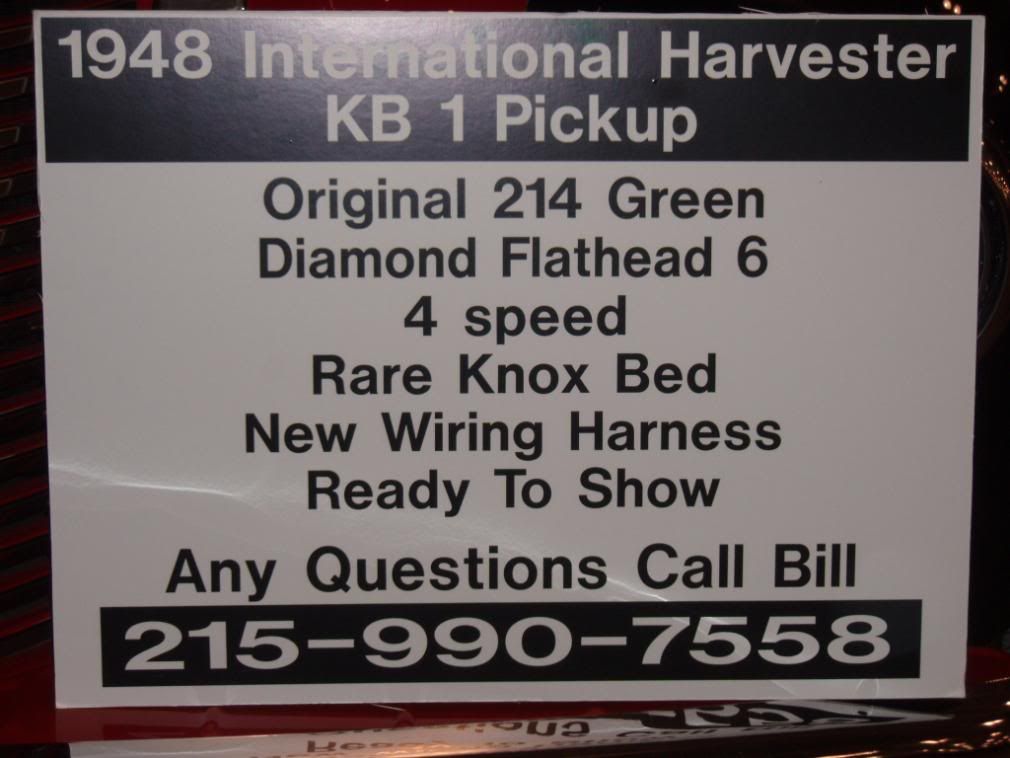 1948 International Harvester
KB 1 Pickup
Original 214 Green
Diamond Flathead 6
4 speed
Rare Knox Bed
New Wiring Harness
Ready To Show
Any Questions Call Bill
215-990-7558